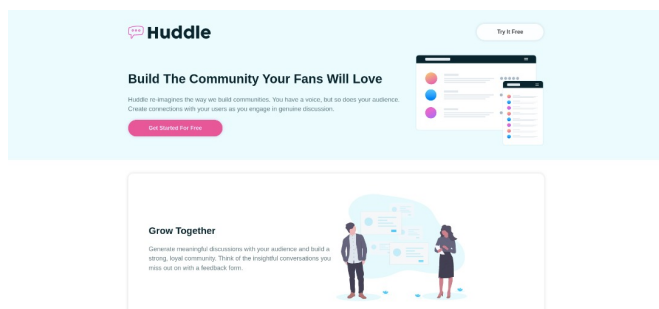 Huddle
Try It Free
Build The Community Your Fans Will Love
Huddle re-imagines the way we build communities. You have a voice, but so does your audience.
Create connections with your users as you engage in genuine discussion.
Get Started For Free
Grow Together
Generate meaningful discussions with your audience and build a
strong, loyal community. Think of the insightful conversations you
miss out on with a feedback form.